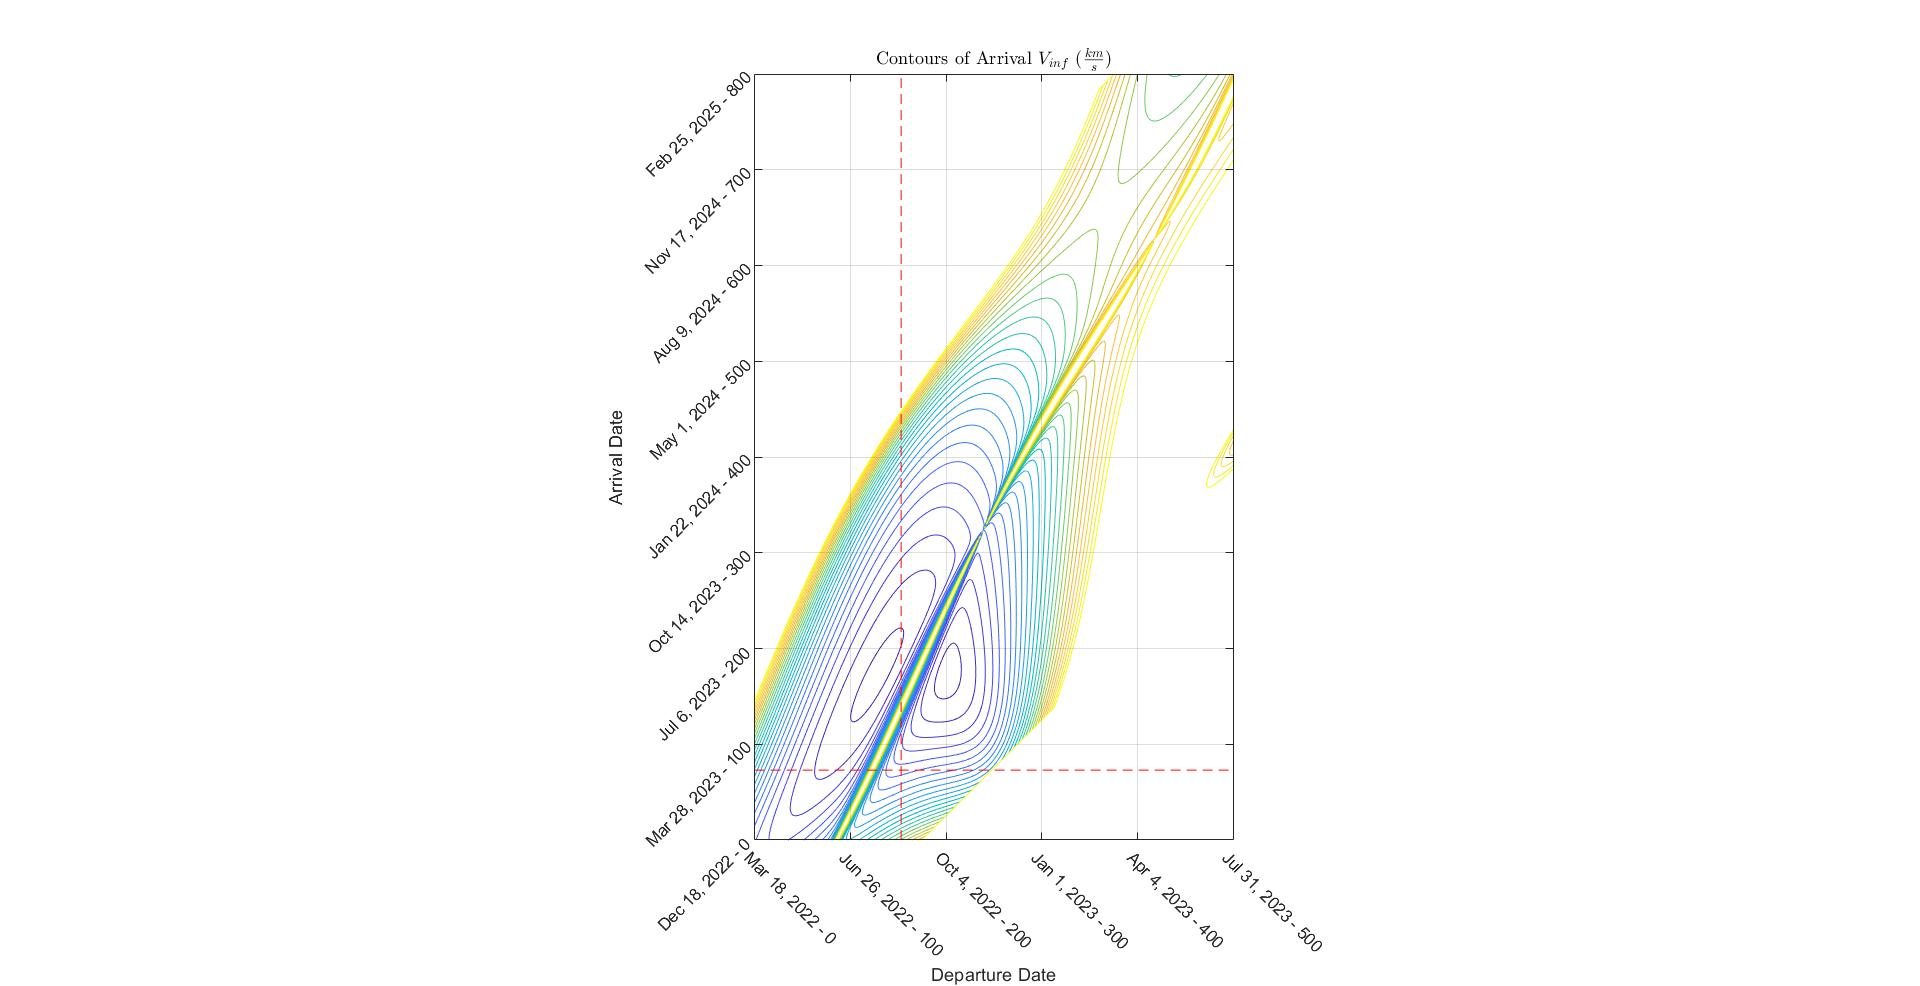 Contours of Arrival V_inf (km/s)
Arrival Date
Feb 25, 2025 - 800
Nov 17, 2024 - 700
Aug 9, 2024 - 600
May 1, 2024 - 500
Jan 22, 2024 - 400
Oct 14, 2023 - 300
Jul 6, 2023 - 200
Mar 28, 2023 - 100
Dec 18, 2022 - 0
Mar 18, 2022 - 0
Jun 26, 2022 - 100
Oct 4, 2022 - 200
Jan 1, 2023 - 300
Apr 4, 2023 - 400
Jul 31, 2023 - 500
Departure Date